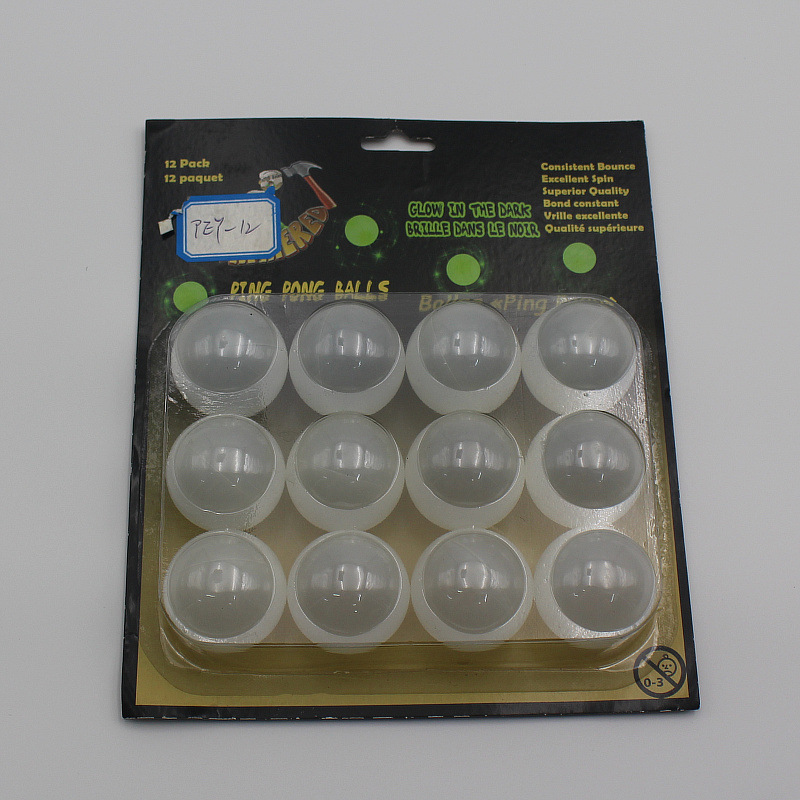 12 Pack
12 paquet
PEY-12
GLOW IN THE DARK
BRILLE DANS LE NOIR
Consistent Bounce
Excellent Spin
Superior Quality
Bond constant
Vrille excellente
Qualité supérieure
PING PONG BALLS
«Ping
0-3